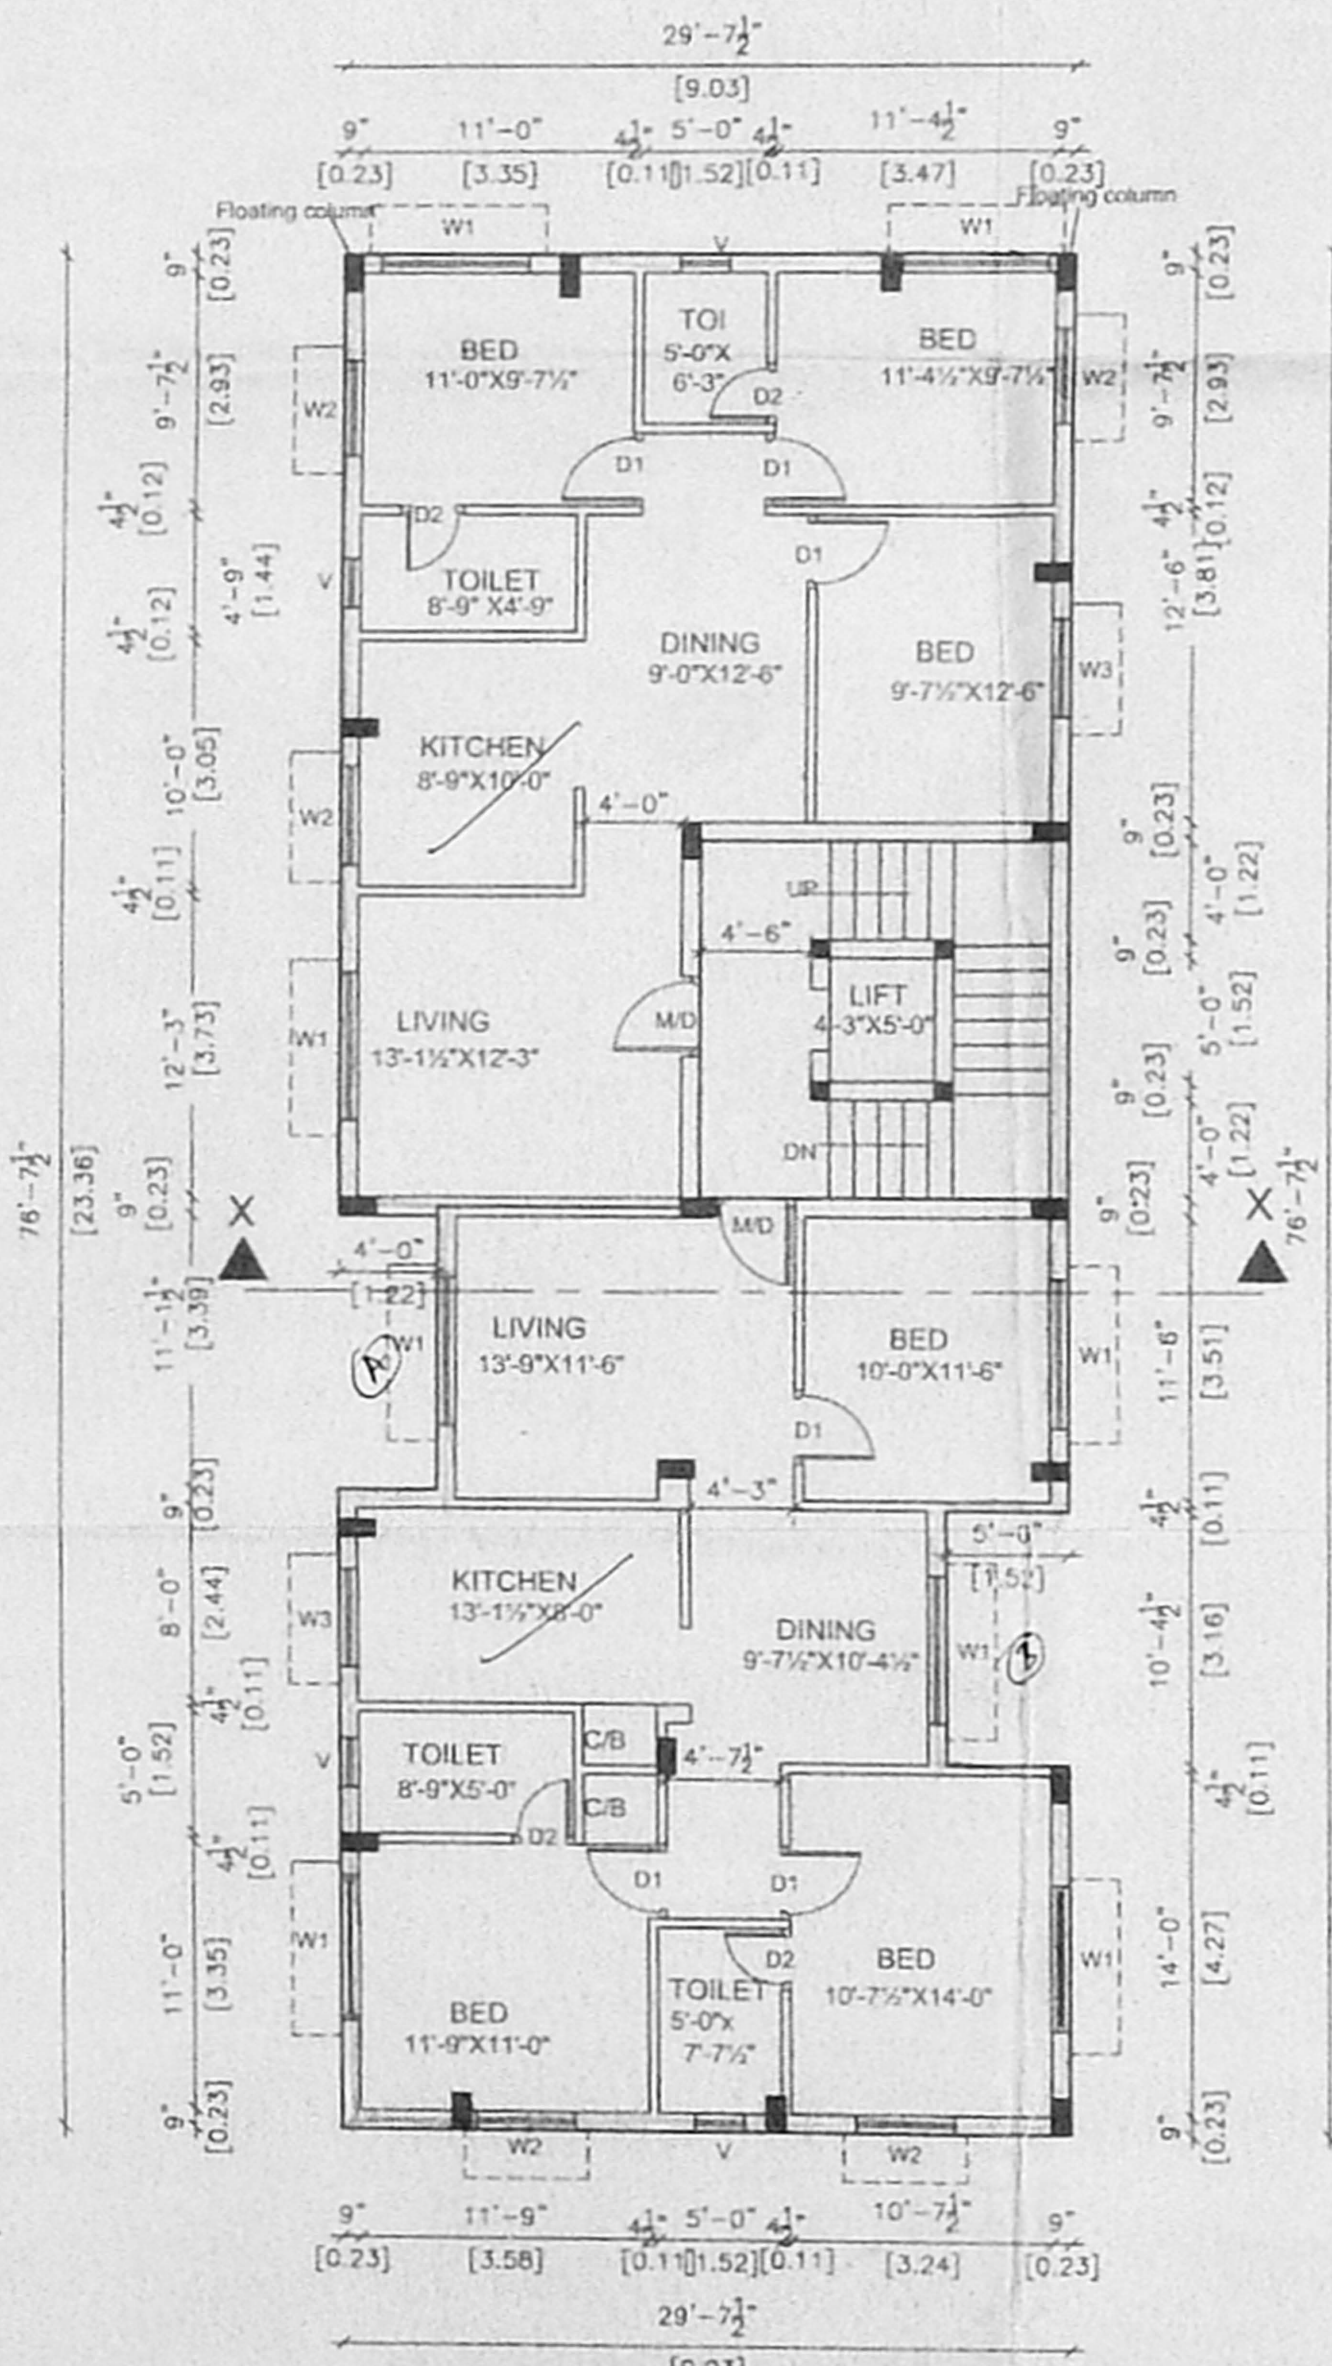 29'-7½"
[9.03]
9" 11'-0" 4½" 5'-0" 4½" 11'-4½" 9"
[0.23] [3.35] [0.11] [1.52] [0.11] [3.47] [0.23]
Floating column Floating column
W1 V W1
9" [0.23] 9" [0.23]
BED
11'-0"X9'-7½"
TOI
5'-0"X
6'-3"
BED
11'-4½"X9'-7½"
9'-7½" [2.93] W2 D2 W2 9'-7½" [2.93]
D1 D1
4½" [0.12] 4½" [0.12]
D2 D1
4'-9" [1.44] V
TOILET
8'-9" X4'-9"
12'-6" [3.81]
4½" [0.12]
DINING
9'-0"X12'-6"
BED
9'-7½"X12'-6"
W3
KITCHEN
8'-9"X10'-0"
10'-0" [3.05] W2
4'-0"
9" [0.23]
4½" [0.11]
UP
4'-0" [1.22]
4'-6"
9" [0.23]
LIFT
4-3"X5'-0"
5'-0" [1.52]
LIVING
13'-1½"X12'-3"
M/D
W1
12'-3" [3.73]
9" [0.23]
DN
4'-0" [1.22]
76'-7½" [23.36]
9" [0.23]
X
9" [0.23]
X
76'-7½"
M/D
4'-0"
[1.22]
11'-1½" [3.39]
A
W1
LIVING
13'-9"X11'-6"
BED
10'-0"X11'-6"
W1
11'-6" [3.51]
D1
9" [0.23]
4'-3"
4½" [0.11]
5'-0"
[1.52]
KITCHEN
13'-1½"X8'-0"
8'-0" [2.44] W3
DINING
9'-7½"X10'-4½"
W1
10'-4½" [3.16]
4½" [0.11]
C/B
4'-7½"
TOILET
8'-9"X5'-0"
V
5'-0" [1.52]
4½" [0.11]
C/B
D2
4½" [0.11]
D1 D1
W1
11'-0" [3.35]
BED
11'-9"X11'-0"
D2
TOILET
5'-0"x
7'-7½"
BED
10'-7½"X14'-0"
W1
14'-0" [4.27]
9" [0.23] 9" [0.23]
W2 V W2
9" 11'-9" 4½" 5'-0" 4½" 10'-7½" 9"
[0.23] [3.58] [0.11] [1.52] [0.11] [3.24] [0.23]
29'-7½"